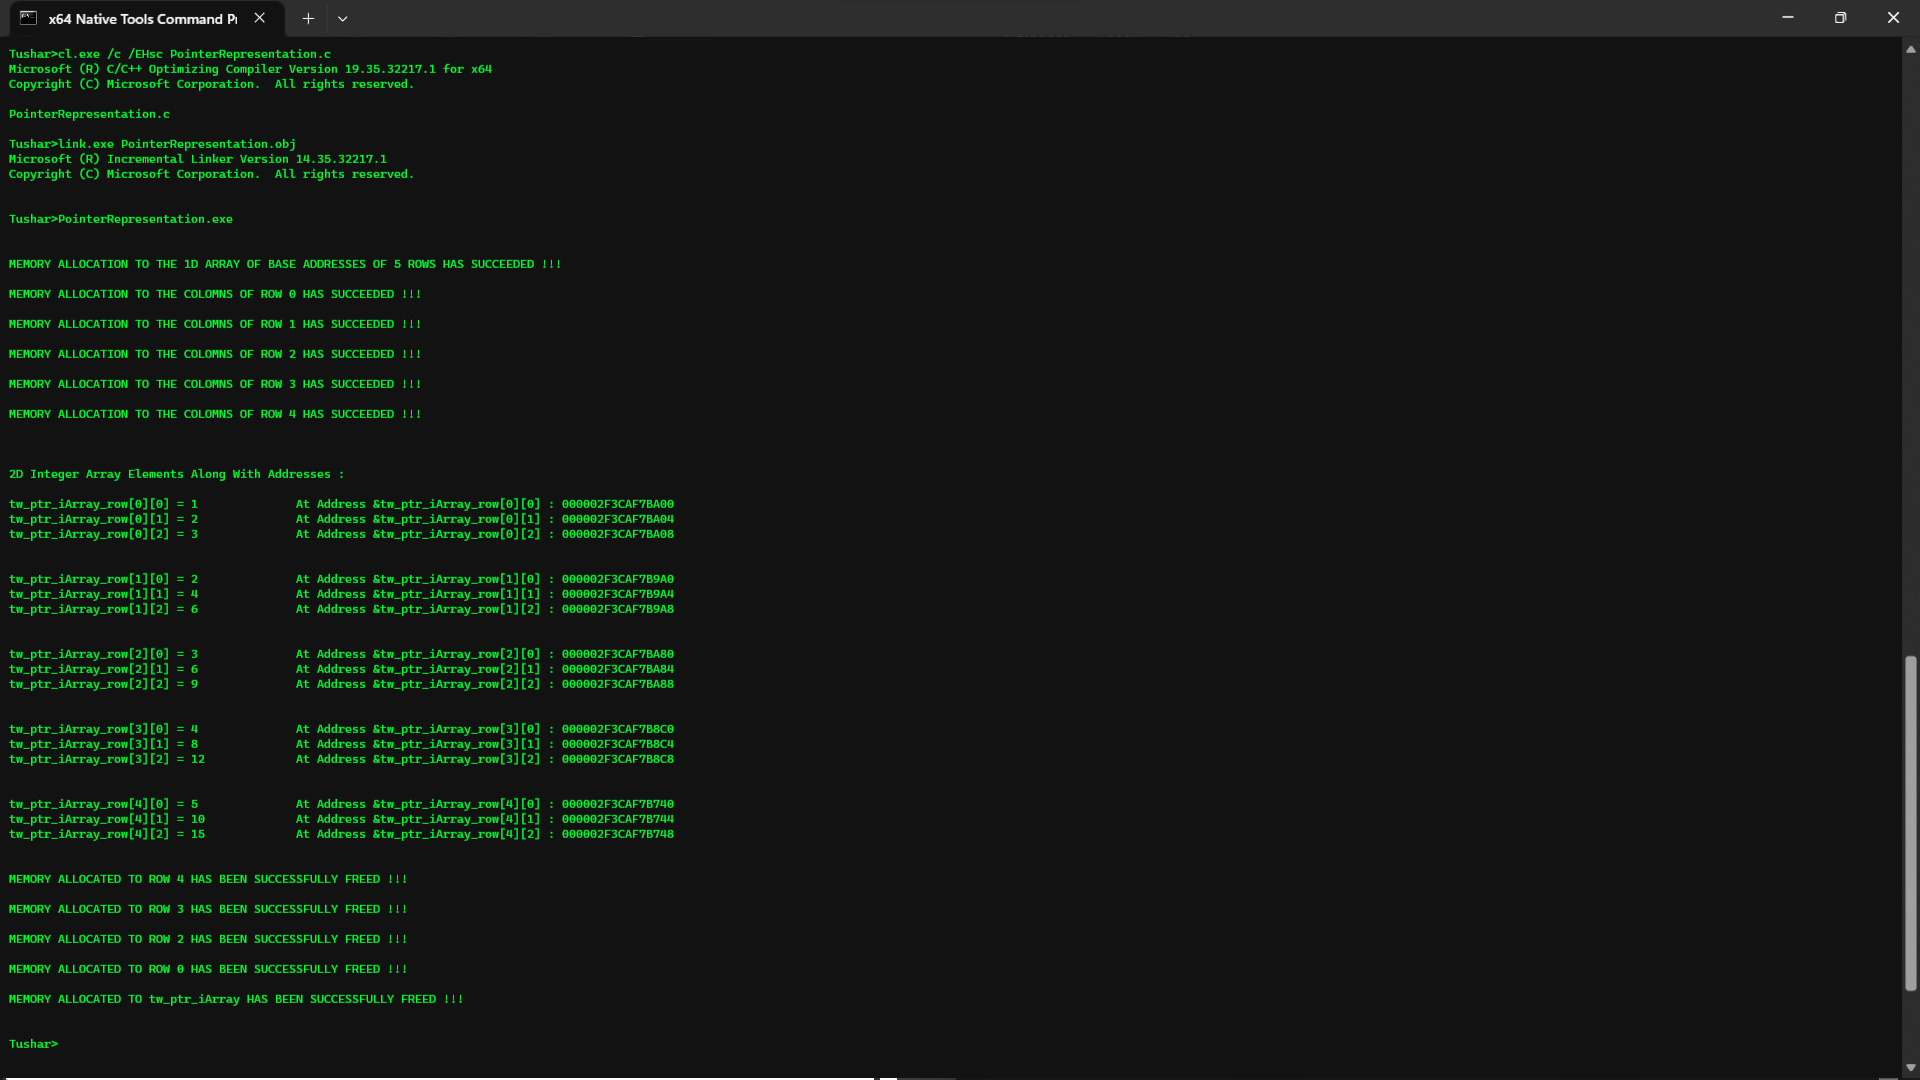 x64 Native Tools Command P
Tushar>cl.exe /c /EHsc PointerRepresentation.c
Microsoft (R) C/C++ Optimizing Compiler Version 19.35.32217.1 for x64
Copyright (C) Microsoft Corporation.  All rights reserved.
PointerRepresentation.c
Tushar>link.exe PointerRepresentation.obj
Microsoft (R) Incremental Linker Version 14.35.32217.1
Copyright (C) Microsoft Corporation.  All rights reserved.
Tushar>PointerRepresentation.exe
MEMORY ALLOCATION TO THE 1D ARRAY OF BASE ADDRESSES OF 5 ROWS HAS SUCCEEDED !!!
MEMORY ALLOCATION TO THE COLOMNS OF ROW 0 HAS SUCCEEDED !!!
MEMORY ALLOCATION TO THE COLOMNS OF ROW 1 HAS SUCCEEDED !!!
MEMORY ALLOCATION TO THE COLOMNS OF ROW 2 HAS SUCCEEDED !!!
MEMORY ALLOCATION TO THE COLOMNS OF ROW 3 HAS SUCCEEDED !!!
MEMORY ALLOCATION TO THE COLOMNS OF ROW 4 HAS SUCCEEDED !!!
2D Integer Array Elements Along With Addresses :
tw_ptr_iArray_row[0][0] = 1 At Address &tw_ptr_iArray_row[0][0] : 000002F3CAF7BA00
tw_ptr_iArray_row[0][1] = 2 At Address &tw_ptr_iArray_row[0][1] : 000002F3CAF7BA04
tw_ptr_iArray_row[0][2] = 3 At Address &tw_ptr_iArray_row[0][2] : 000002F3CAF7BA08
tw_ptr_iArray_row[1][0] = 2 At Address &tw_ptr_iArray_row[1][0] : 000002F3CAF7B9A0
tw_ptr_iArray_row[1][1] = 4 At Address &tw_ptr_iArray_row[1][1] : 000002F3CAF7B9A4
tw_ptr_iArray_row[1][2] = 6 At Address &tw_ptr_iArray_row[1][2] : 000002F3CAF7B9A8
tw_ptr_iArray_row[2][0] = 3 At Address &tw_ptr_iArray_row[2][0] : 000002F3CAF7BA80
tw_ptr_iArray_row[2][1] = 6 At Address &tw_ptr_iArray_row[2][1] : 000002F3CAF7BA84
tw_ptr_iArray_row[2][2] = 9 At Address &tw_ptr_iArray_row[2][2] : 000002F3CAF7BA88
tw_ptr_iArray_row[3][0] = 4 At Address &tw_ptr_iArray_row[3][0] : 000002F3CAF7B8C0
tw_ptr_iArray_row[3][1] = 8 At Address &tw_ptr_iArray_row[3][1] : 000002F3CAF7B8C4
tw_ptr_iArray_row[3][2] = 12 At Address &tw_ptr_iArray_row[3][2] : 000002F3CAF7B8C8
tw_ptr_iArray_row[4][0] = 5 At Address &tw_ptr_iArray_row[4][0] : 000002F3CAF7B740
tw_ptr_iArray_row[4][1] = 10 At Address &tw_ptr_iArray_row[4][1] : 000002F3CAF7B744
tw_ptr_iArray_row[4][2] = 15 At Address &tw_ptr_iArray_row[4][2] : 000002F3CAF7B748
MEMORY ALLOCATED TO ROW 4 HAS BEEN SUCCESSFULLY FREED !!!
MEMORY ALLOCATED TO ROW 3 HAS BEEN SUCCESSFULLY FREED !!!
MEMORY ALLOCATED TO ROW 2 HAS BEEN SUCCESSFULLY FREED !!!
MEMORY ALLOCATED TO ROW 0 HAS BEEN SUCCESSFULLY FREED !!!
MEMORY ALLOCATED TO tw_ptr_iArray HAS BEEN SUCCESSFULLY FREED !!!
Tushar>